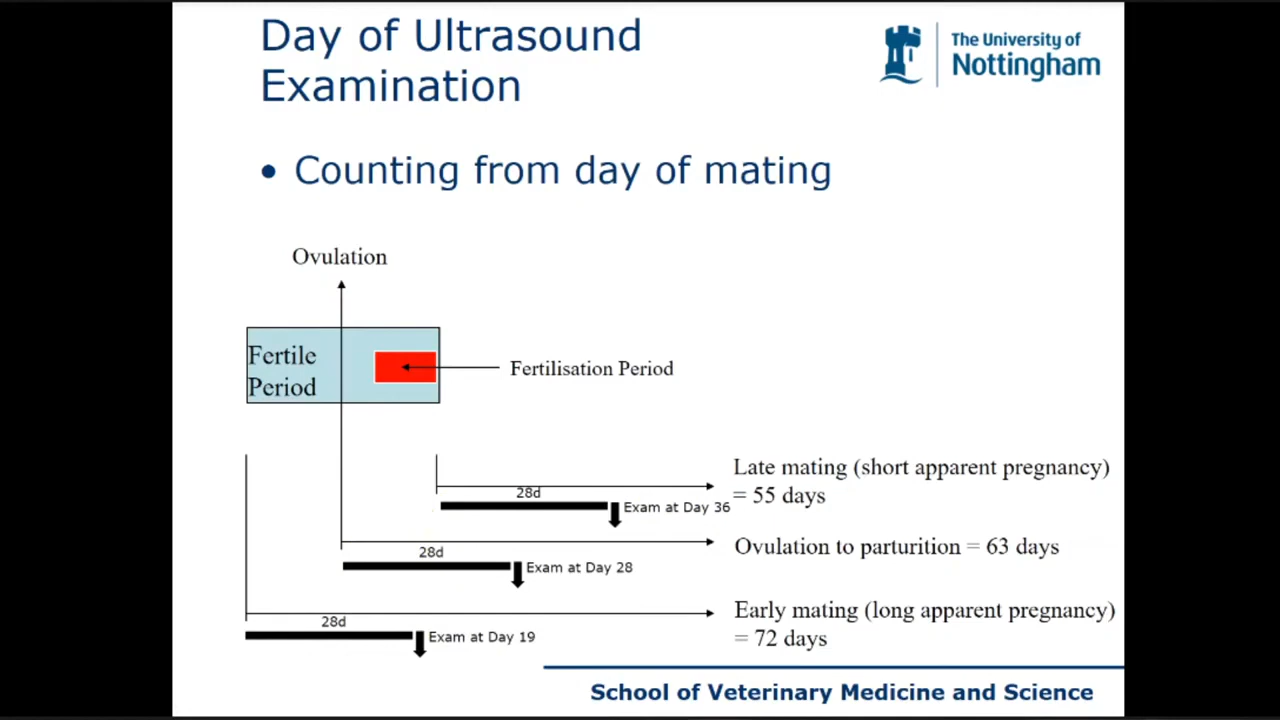 Day of Ultrasound
Examination
The University of
Nottingham
• Counting from day of mating
Ovulation
Fertile
Period
Fertilisation Period
Late mating (short apparent pregnancy)
= 55 days
28d
Exam at Day 36
Ovulation to parturition = 63 days
28d
Exam at Day 28
Early mating (long apparent pregnancy)
= 72 days
28d
Exam at Day 19
School of Veterinary Medicine and Science